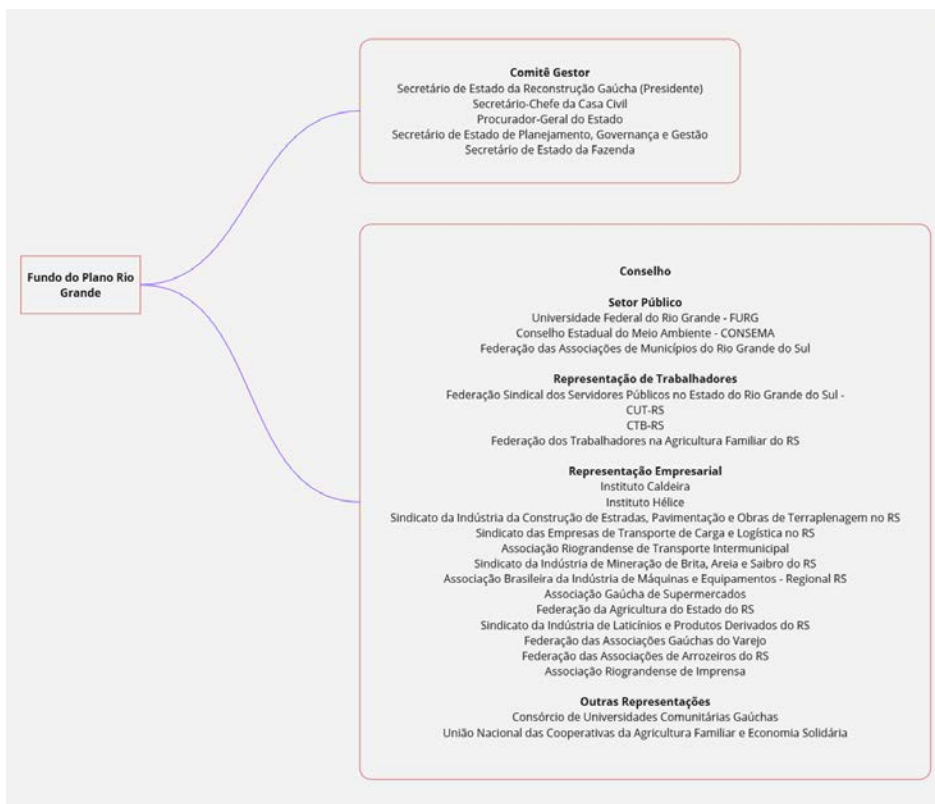 Fundo do Plano Rio
Grande
Comitê Gestor
Secretário de Estado da Reconstrução Gaúcha (Presidente)
Secretário-Chefe da Casa Civil
Procurador-Geral do Estado
Secretário de Estado de Planejamento, Governança e Gestão
Secretário de Estado da Fazenda
Conselho
Setor Público
Universidade Federal do Rio Grande - FURG
Conselho Estadual do Meio Ambiente - CONSEMA
Federação das Associações de Municípios do Rio Grande do Sul
Representação de Trabalhadores
Federação Sindical dos Servidores Públicos no Estado do Rio Grande do Sul -
CUT-RS
CTB-RS
Federação dos Trabalhadores na Agricultura Familiar do RS
Representação Empresarial
Instituto Caldeira
Instituto Hélice
Sindicato da Indústria da Construção de Estradas, Pavimentação e Obras de Terraplenagem no RS
Sindicato das Empresas de Transporte de Carga e Logística no RS
Associação Riograndense de Transporte Intermunicipal
Sindicato da Indústria de Mineração de Brita, Areia e Saibro do RS
Associação Brasileira da Indústria de Máquinas e Equipamentos - Regional RS
Associação Gaúcha de Supermercados
Federação da Agricultura do Estado do RS
Sindicato da Indústria de Laticínios e Produtos Derivados do RS
Federação das Associações Gaúchas do Varejo
Federação das Associações de Arrozeiros do RS
Associação Riograndense de Imprensa
Outras Representações
Consórcio de Universidades Comunitárias Gaúchas
União Nacional das Cooperativas da Agricultura Familiar e Economia Solidária